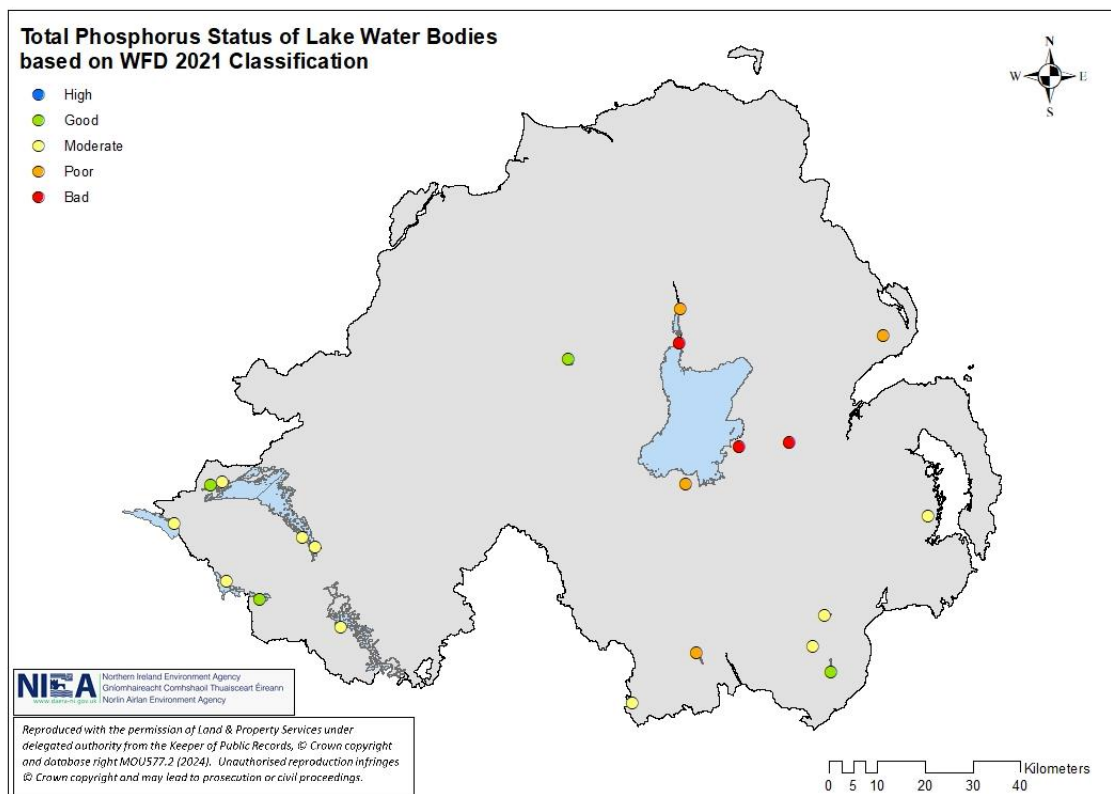 Total Phosphorus Status of Lake Water Bodies
based on WFD 2021 Classification
High
Good
Moderate
Poor
Bad
N
W E
S
NIEA
www.daera-ni.gov.uk
Northern Ireland Environment Agency
Gníomhaireacht Comhshaoil Thuaisceart Éireann
Norlin Airlan Environment Agency
Reproduced with the permission of Land & Property Services under
delegated authority from the Keeper of Public Records, © Crown copyright
and database right MOU577.2 (2024). Unauthorised reproduction infringes
© Crown copyright and may lead to prosecution or civil proceedings.
Kilometers
0 5 10 20 30 40